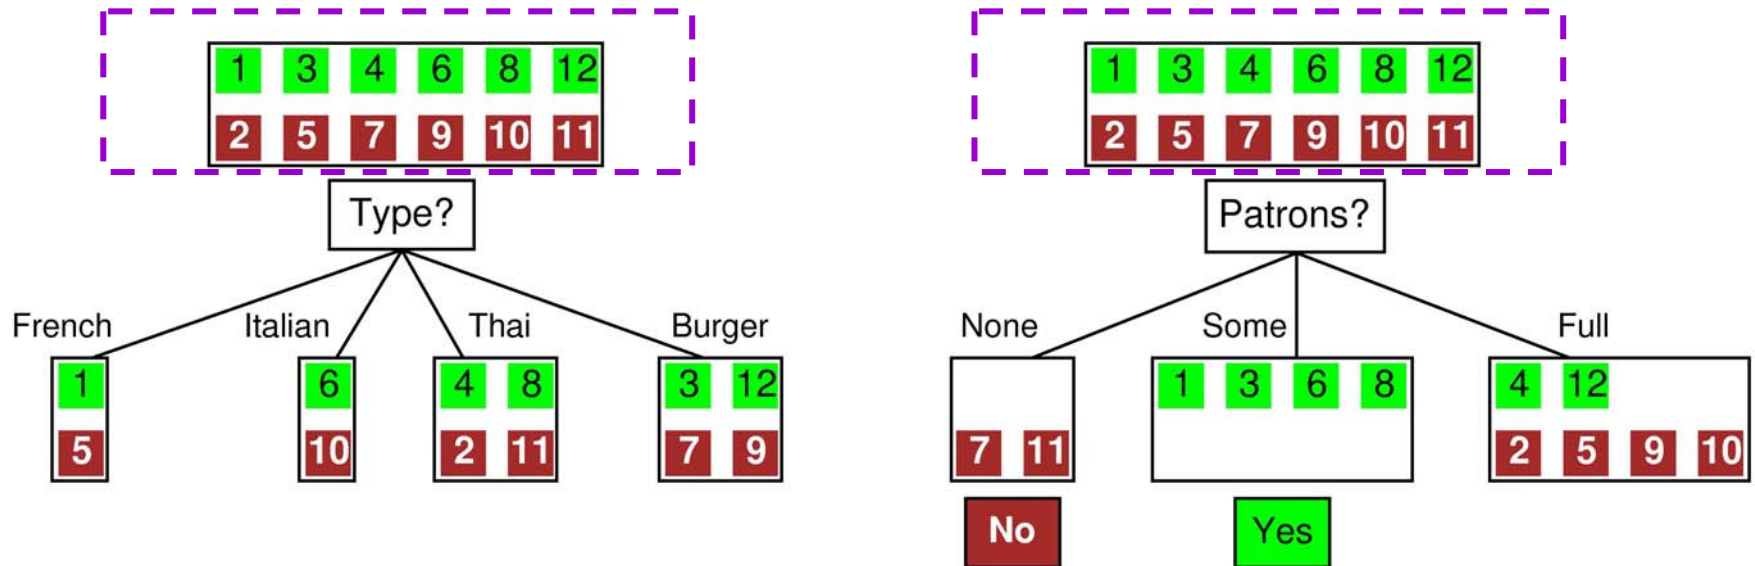 1 3 4 6 8 12
2 5 7 9 10 11
Type?
French Italian Thai Burger
1 6 4 8 3 12
5 10 2 11 7 9
1 3 4 6 8 12
2 5 7 9 10 11
Patrons?
None Some Full
1 3 6 8 4 12
7 11 2 5 9 10
No Yes